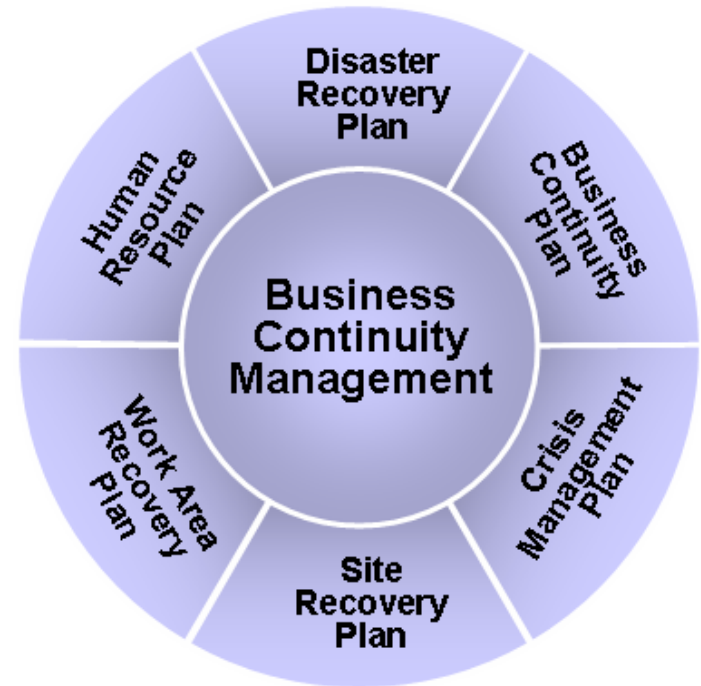 Disaster
Recovery
Plan
Business
Continuity
Plan
Crisis
Management
Plan
Site
Recovery
Plan
Work Area
Recovery
Plan
Human
Resource
Plan
Business
Continuity
Management